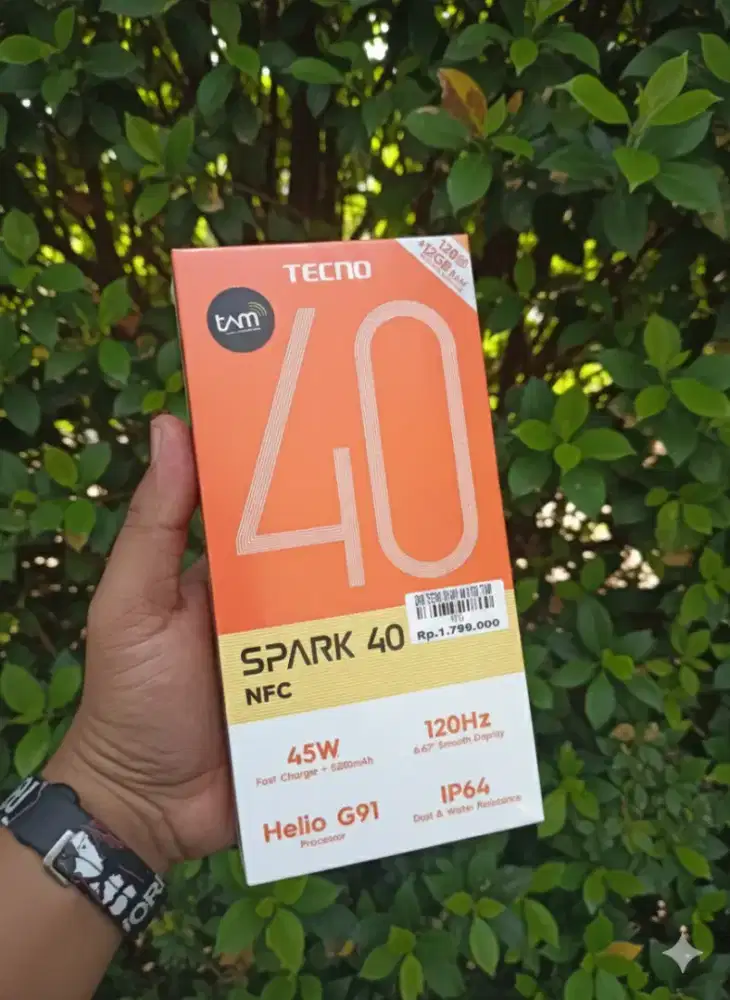 TECNO
tam
40
SPARK 40
NFC
Rp.1.799.000
45W
Fast Charger + 5200mAh
120Hz
6.67" Smooth Display
Helio G91
Processor
IP64
Dust & Water Resistance